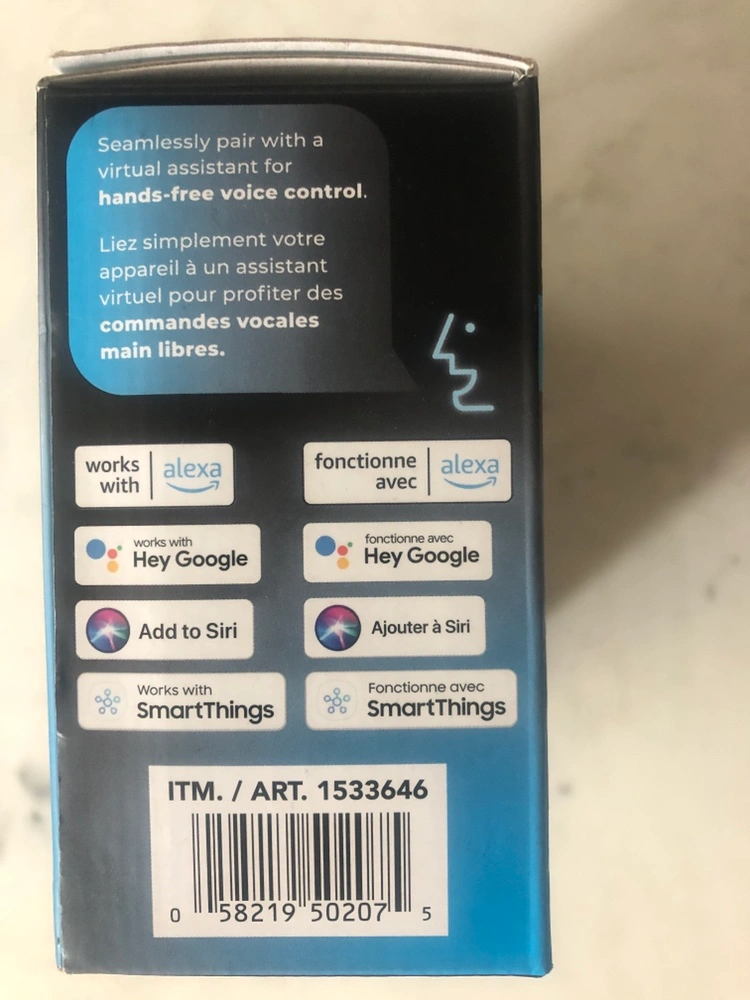 Seamlessly pair with a
virtual assistant for
hands-free voice control.
Liez simplement votre
appareil à un assistant
virtuel pour profiter des
commandes vocales
main libres.
works with | alexa
fonctionne avec | alexa
works with
Hey Google
fonctionne avec
Hey Google
Add to Siri
Ajouter à Siri
Works with
SmartThings
Fonctionne avec
SmartThings
ITM. / ART. 1533646
0 58219 50207 5